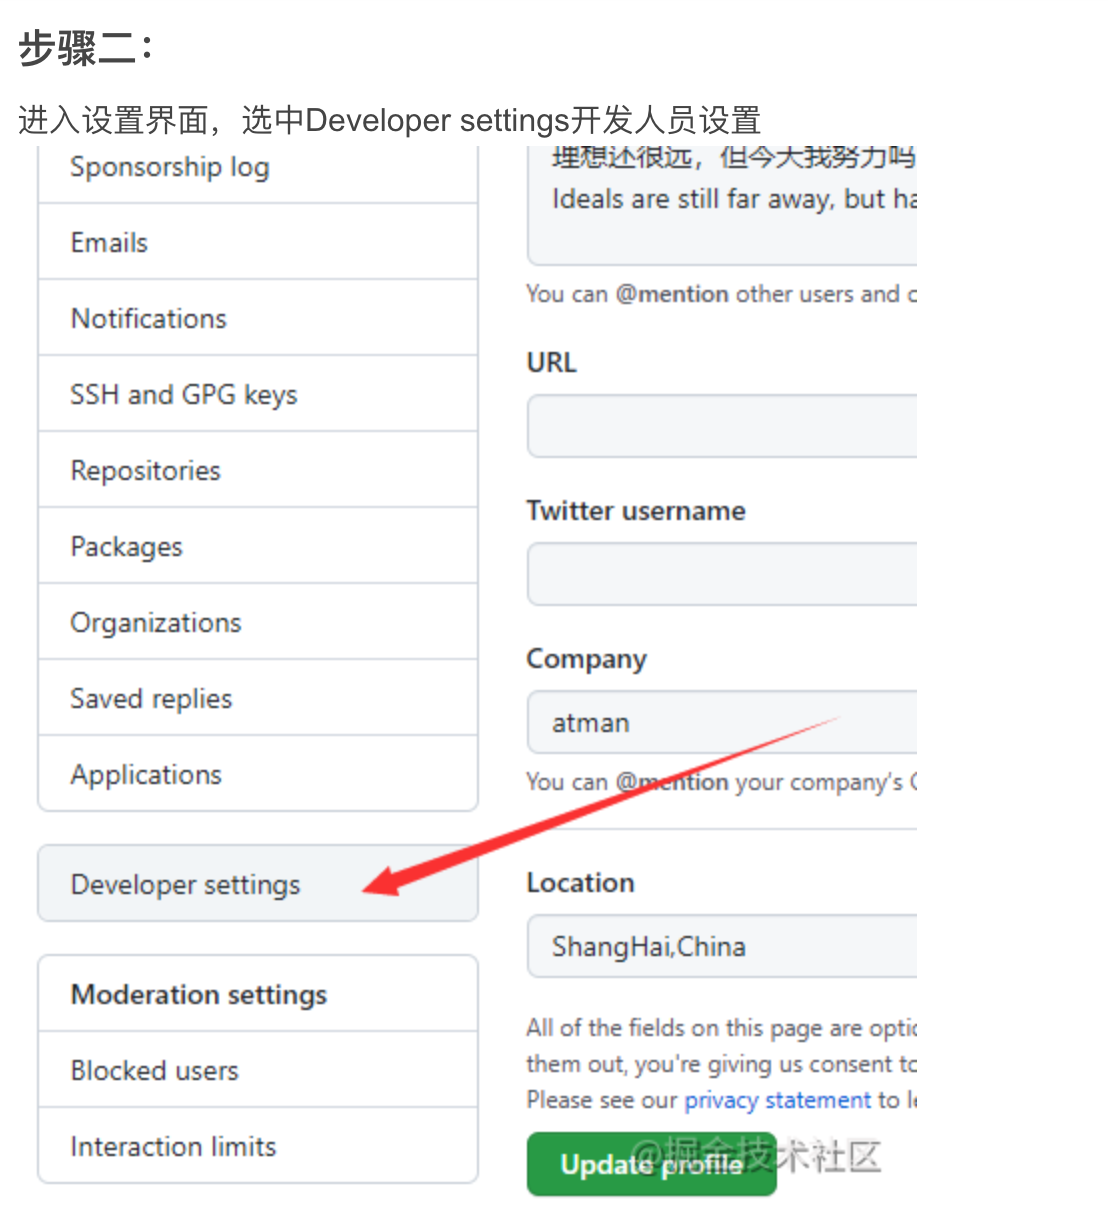 步骤二：
进入设置界面，选中Developer settings开发人员设置
Sponsorship log
Emails
Notifications
SSH and GPG keys
Repositories
Packages
Organizations
Saved replies
Applications
Developer settings
Moderation settings
Blocked users
Interaction limits
理想还很远，但今天我努力吗
Ideals are still far away, but ha
You can @mention other users and
URL
Twitter username
Company
atman
You can @mention your company's
Location
ShangHai,China
All of the fields on this page are optio
them out, you're giving us consent to
Please see our privacy statement to le
Update profile
@掘金技术社区